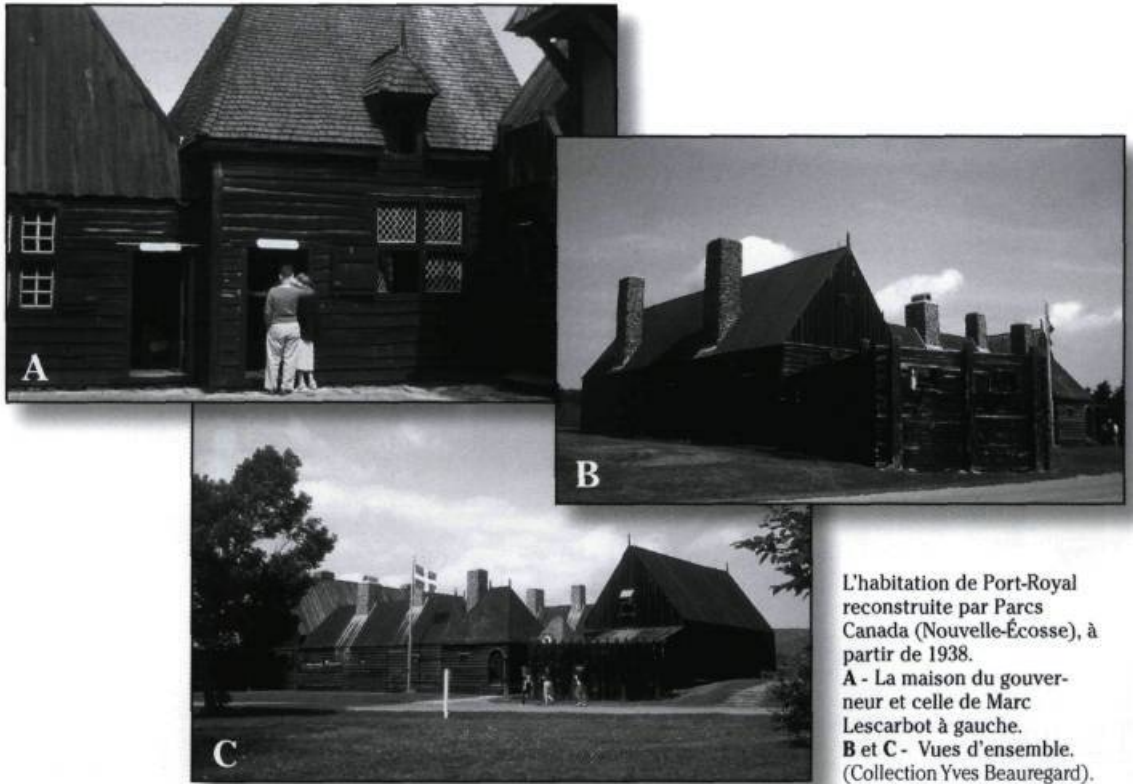 A
B
C
L'habitation de Port-Royal
reconstruite par Parcs
Canada (Nouvelle-Écosse), à
partir de 1938.
A - La maison du gouver-
neur et celle de Marc
Lescarbot à gauche.
B et C - Vues d'ensemble.
(Collection Yves Beauregard).